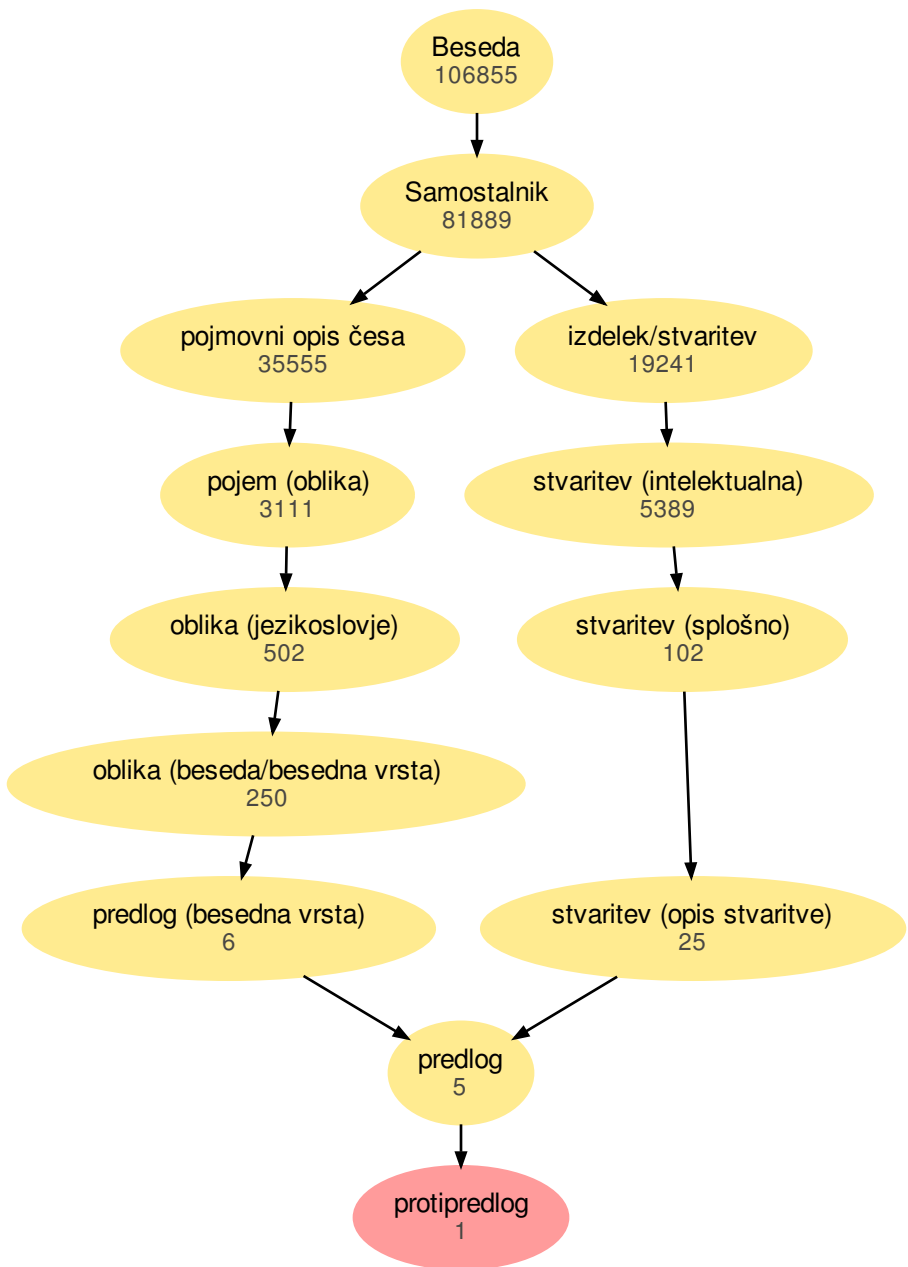 Beseda
106855
Samostalnik
81889
pojmovni opis česa
35555
izdelek/stvaritev
19241
pojem (oblika)
3111
stvaritev (intelektualna)
5389
oblika (jezikoslovje)
502
stvaritev (splošno)
102
oblika (beseda/besedna vrsta)
250
predlog (besedna vrsta)
6
stvaritev (opis stvaritve)
25
predlog
5
protipredlog
1